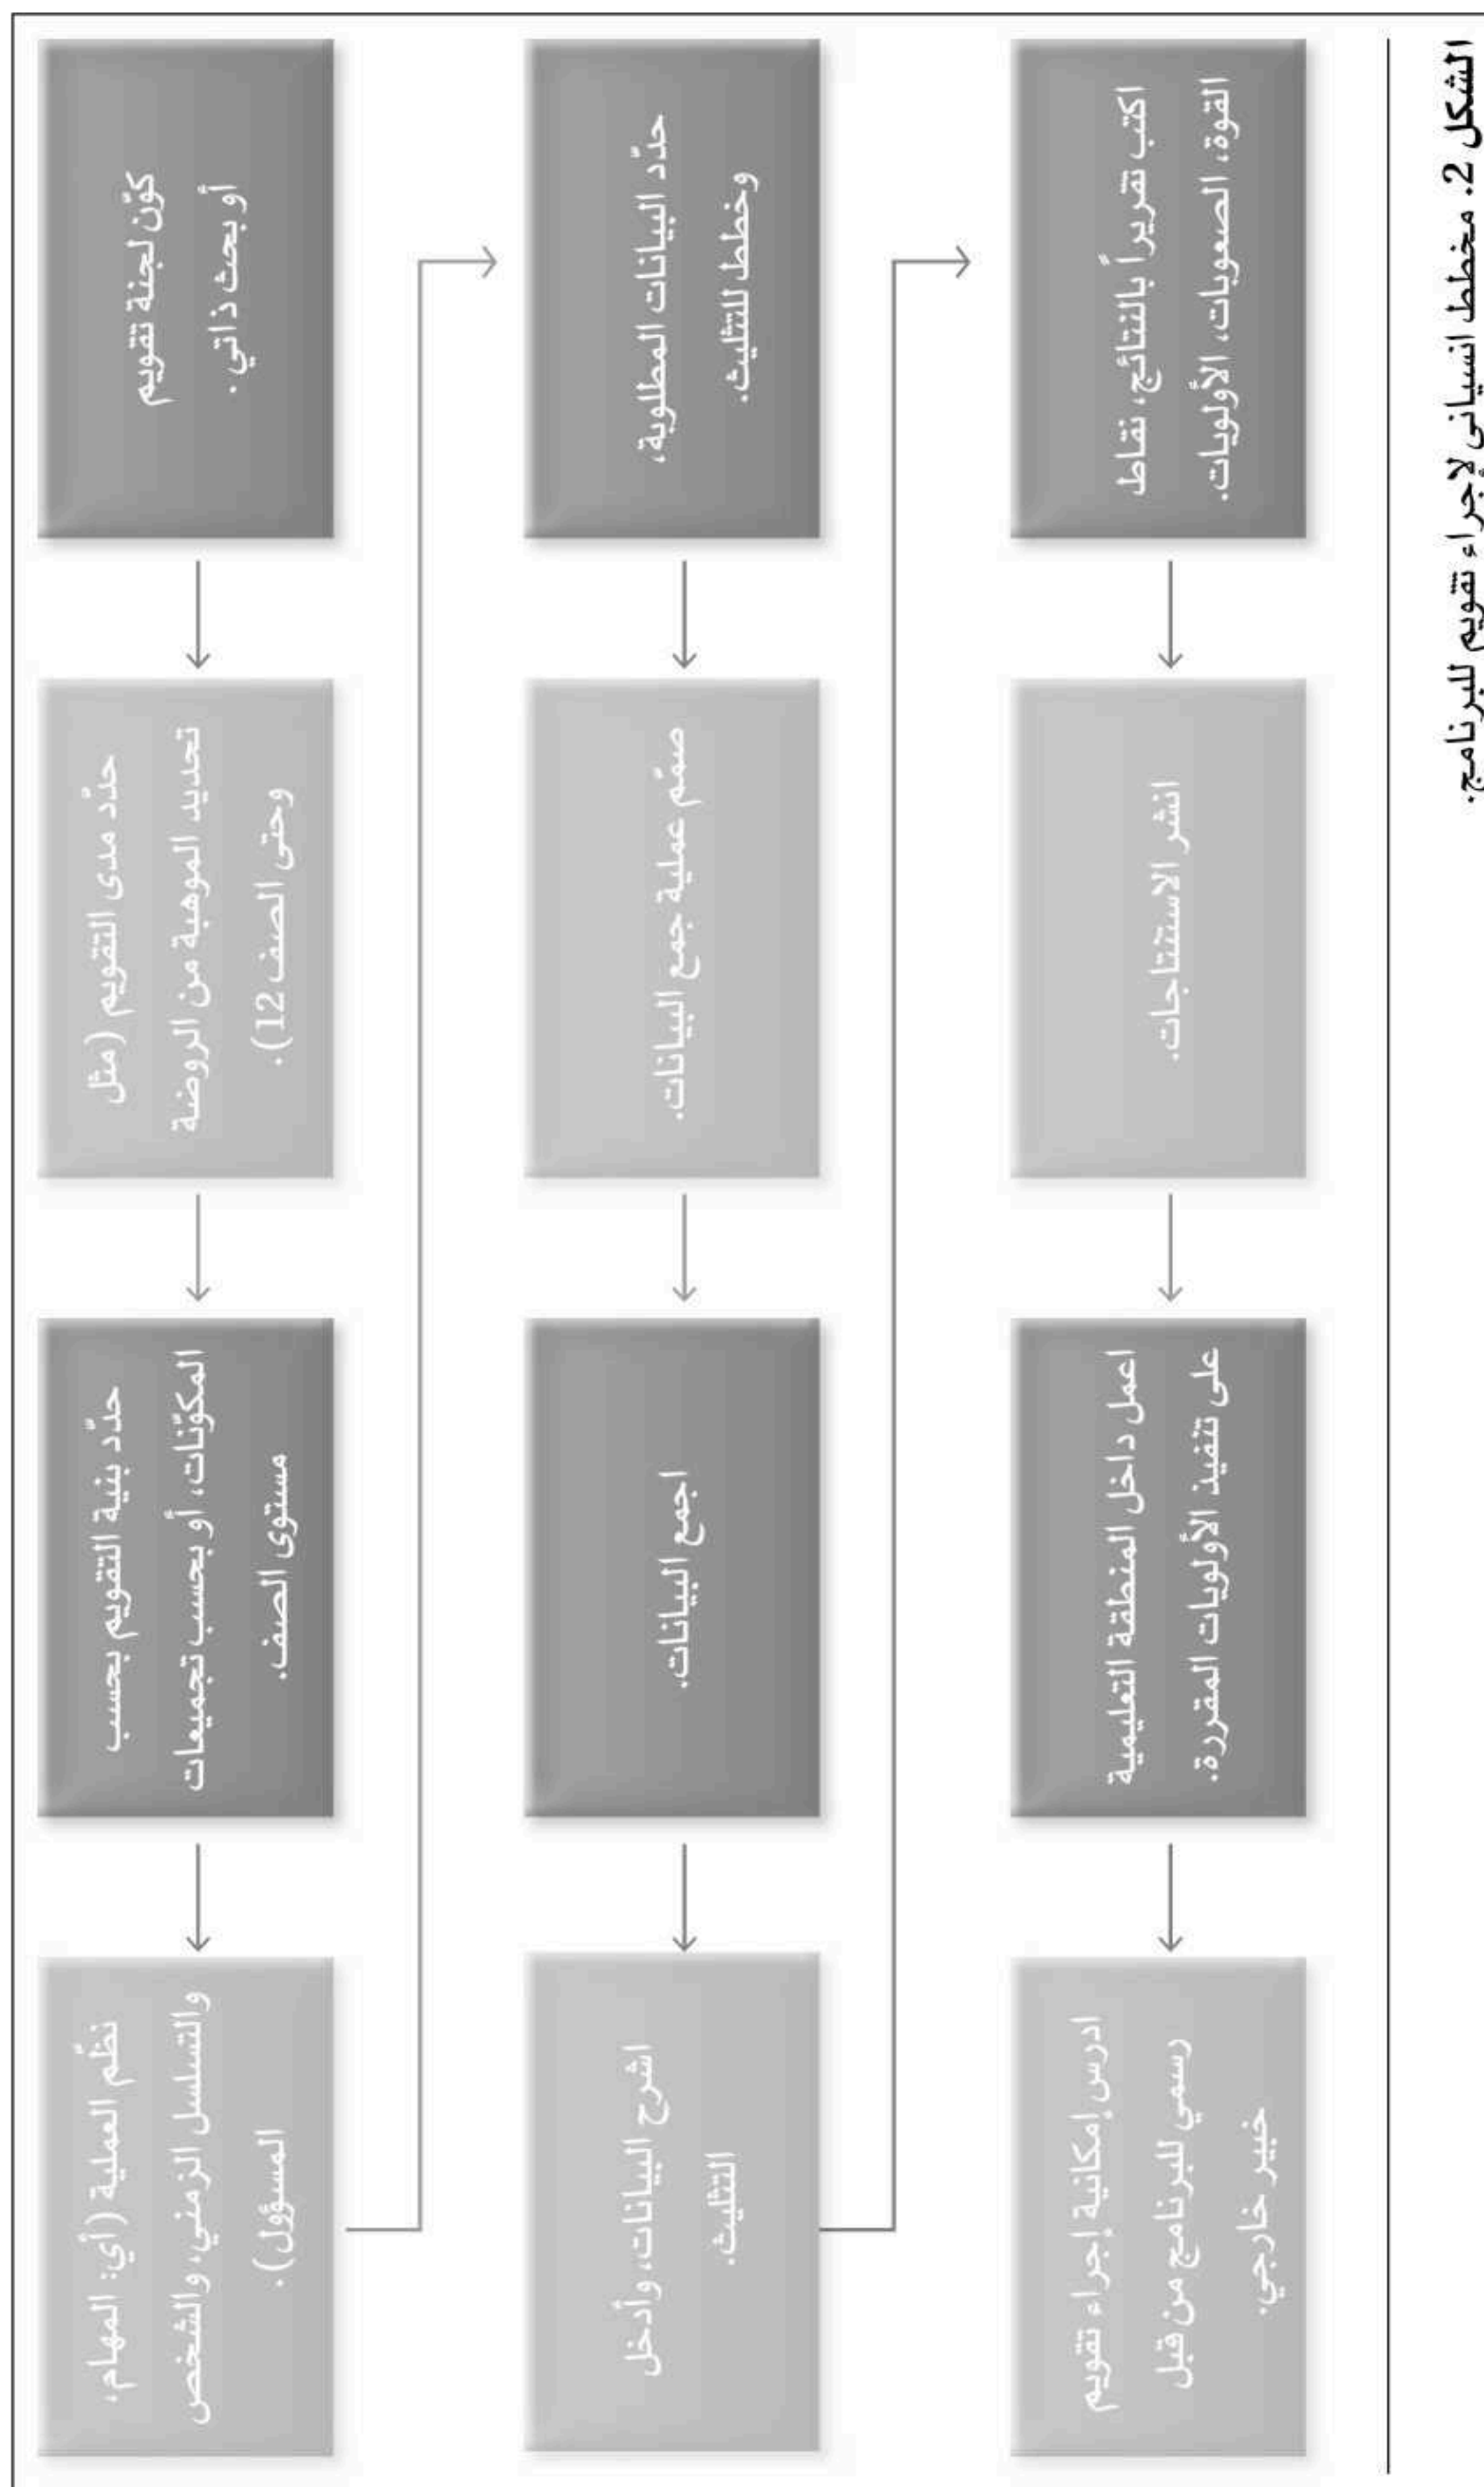 كوّن لجنة تقويم
أو بحث ذاتي.
حدّد مدى التقويم (مثل
تحديد الموهبة من الروضة
وحتى الصف 12).
حدّد بنية التقويم بحسب
المكوّنات، أو بحسب تجميعات
مستوى الصف.
نظّم العملية (أي: المهام،
والتسلسل الزمني، والشخص
المسؤول).
حدّد البيانات المطلوبة،
وخطط للتثليث.
صمّم عملية جمع البيانات.
اجمع البيانات.
اشرح البيانات، وأدخل
التثليث.
اكتب تقريراً بالنتائج، نقاط
القوة، الصعوبات، الأولويات.
انشر الاستنتاجات.
اعمل داخل المنطقة التعليمية
على تنفيذ الأولويات المقررة.
ادرس إمكانية إجراء تقويم
رسمي للبرنامج من قبل
خبير خارجي.
الشكل 2. مخطط انسيابي لإجراء تقويم للبرنامج.